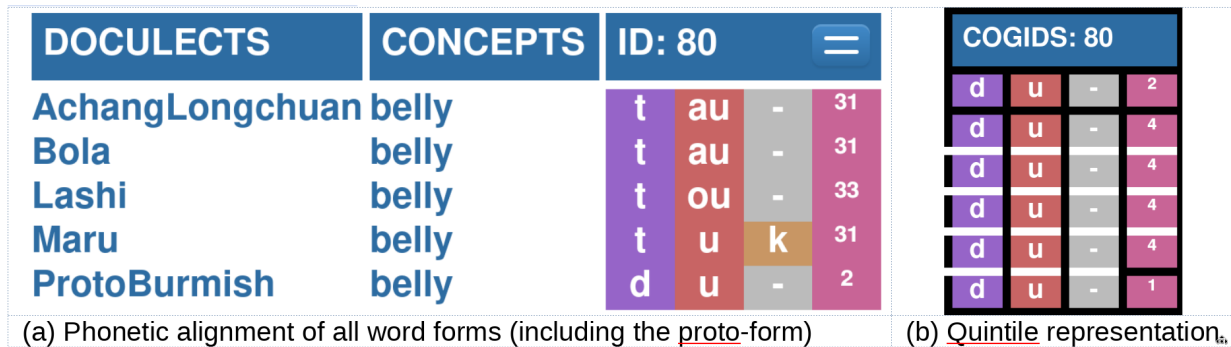 DOCULECTS CONCEPTS ID: 80
AchangLongchuan belly t au - 31
Bola belly t au - 31
Lashi belly t ou - 33
Maru belly t u k 31
ProtoBurmish belly d u - 2
(a) Phonetic alignment of all word forms (including the proto-form)
COGIDS: 80
d u - 2
d u - 4
d u - 4
d u - 4
d u - 4
d u - 1
(b) Quintile representation.